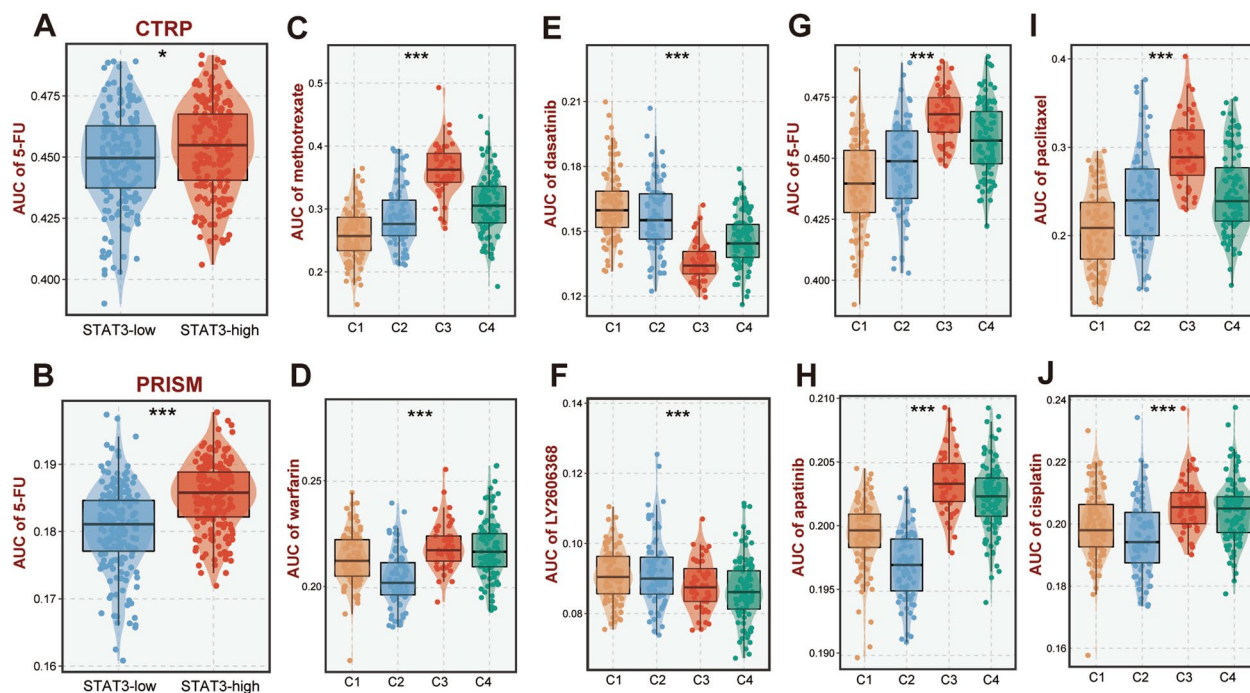 A
CTRP
AUC of 5-FU
*
0.475
0.450
0.425
0.400
STAT3-low
STAT3-high
C
AUC of methotrexate
***
0.5
0.4
0.3
0.2
C1
C2
C3
C4
E
AUC of dasatinib
***
0.21
0.18
0.15
0.12
C1
C2
C3
C4
G
AUC of 5-FU
***
0.475
0.450
0.425
0.400
C1
C2
C3
C4
I
AUC of paclitaxel
***
0.4
0.3
0.2
C1
C2
C3
C4
B
PRISM
AUC of 5-FU
***
0.19
0.18
0.17
0.16
STAT3-low
STAT3-high
D
AUC of warfarin
***
0.25
0.20
C1
C2
C3
C4
F
AUC of LY2606368
***
0.14
0.12
0.10
0.08
C1
C2
C3
C4
H
AUC of apatinib
***
0.210
0.205
0.200
0.195
0.190
C1
C2
C3
C4
J
AUC of cisplatin
***
0.24
0.22
0.20
0.18
0.16
C1
C2
C3
C4